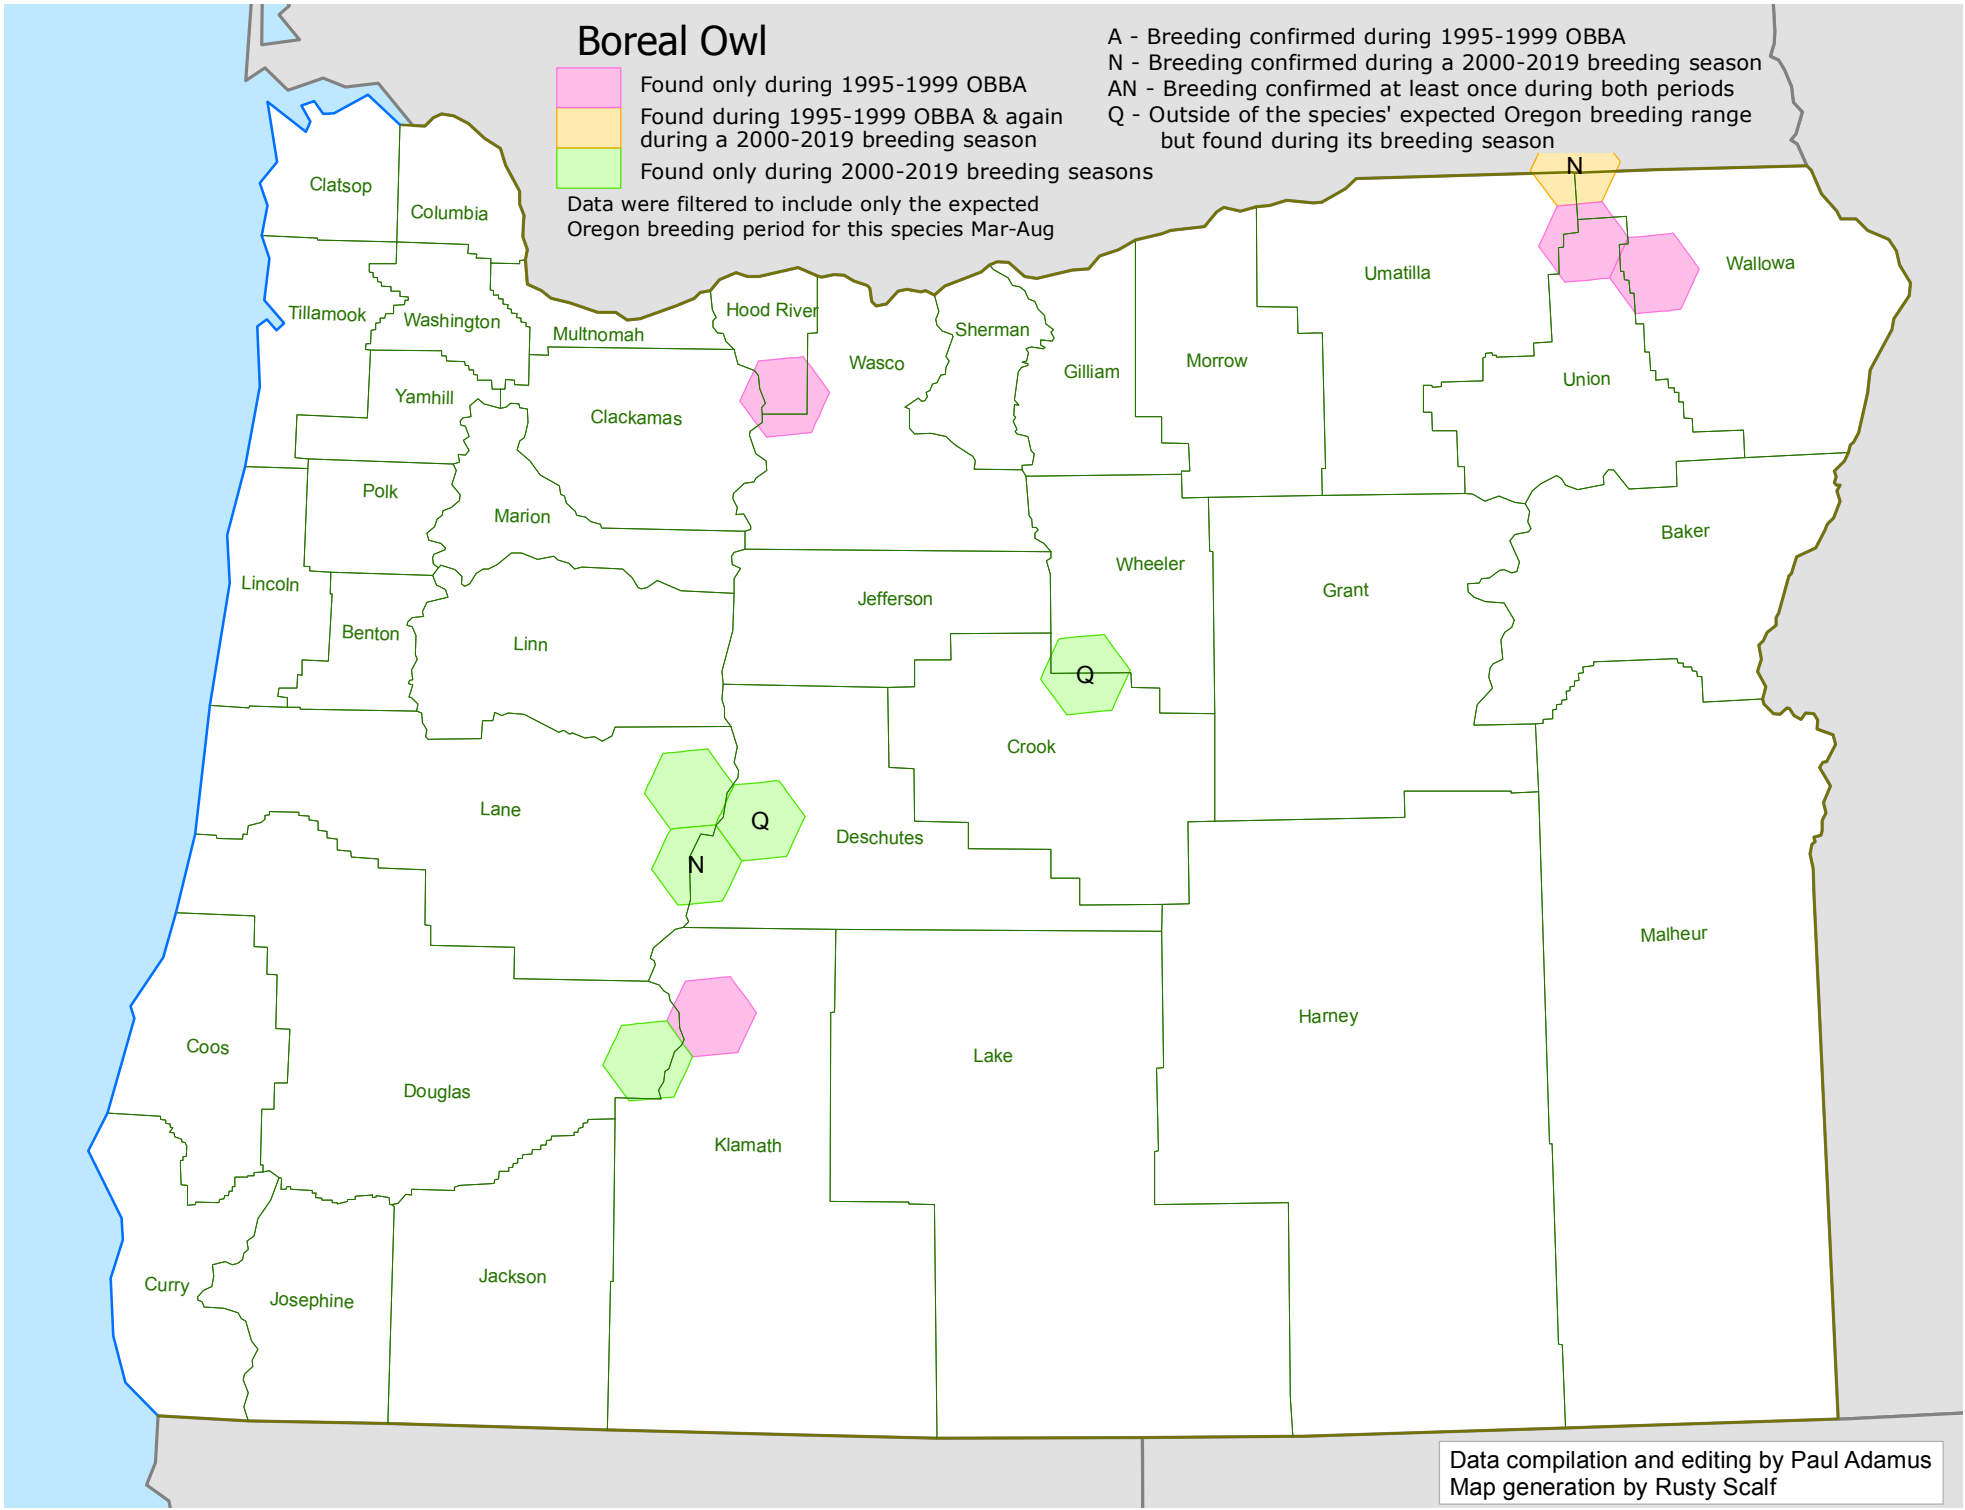 Boreal Owl
Found only during 1995-1999 OBBA
Found during 1995-1999 OBBA & again
during a 2000-2019 breeding season
Found only during 2000-2019 breeding seasons
Data were filtered to include only the expected
Oregon breeding period for this species Mar-Aug
A - Breeding confirmed during 1995-1999 OBBA
N - Breeding confirmed during a 2000-2019 breeding season
AN - Breeding confirmed at least once during both periods
Q - Outside of the species' expected Oregon breeding range
but found during its breeding season
N
Clatsop
Columbia
Tillamook
Washington
Multnomah
Hood River
Wasco
Sherman
Gilliam
Morrow
Umatilla
Wallowa
Union
Yamhill
Clackamas
Polk
Marion
Baker
Lincoln
Benton
Linn
Jefferson
Wheeler
Grant
Q
Crook
Lane
Q
N
Deschutes
Malheur
Harney
Coos
Douglas
Lake
Klamath
Curry
Josephine
Jackson
Data compilation and editing by Paul Adamus
Map generation by Rusty Scalf